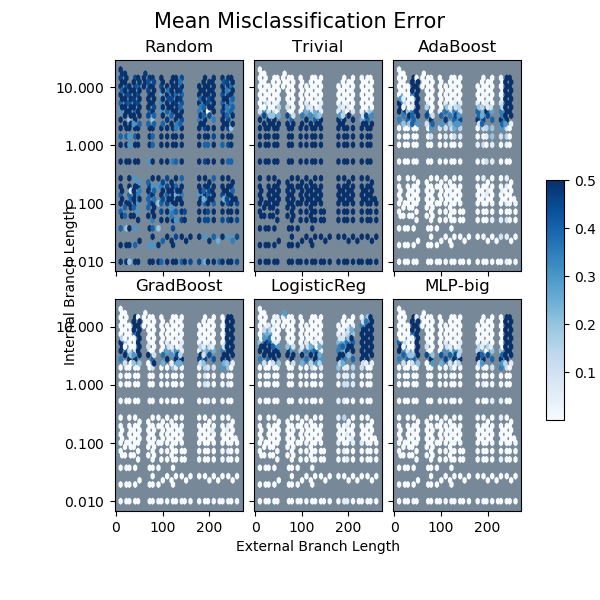 Mean Misclassification Error
Random Trivial AdaBoost
10.000
1.000
0.100
0.010
GradBoost LogisticReg MLP-big
10.000
1.000
0.100
0.010
0 100 200 0 100 200 0 100 200
External Branch Length
Internal Branch Length
0.5
0.4
0.3
0.2
0.1